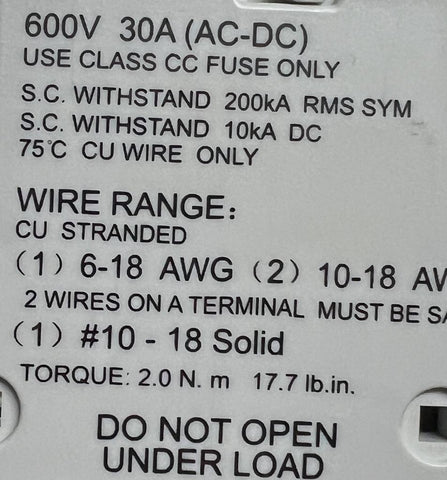 600V 30A (AC-DC)
USE CLASS CC FUSE ONLY
S.C. WITHSTAND 200kA RMS SYM
S.C. WITHSTAND 10kA DC
75℃ CU WIRE ONLY
WIRE RANGE:
CU STRANDED
(1) 6-18 AWG (2) 10-18
2 WIRES ON A TERMINAL MUST BE
(1) #10 - 18 Solid
TORQUE: 2.0 N. m 17.7 lb.in.
DO NOT OPEN
UNDER LOAD